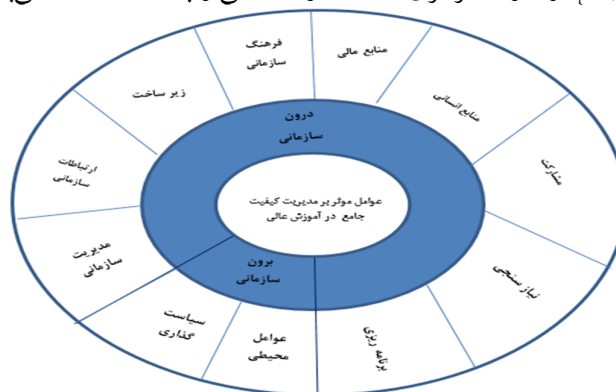 فرهنگ
سازمانی
منابع مالی
منابع انسانی
مشارکت
نیاز سنجی
برنامه ریزی
عوامل
محیطی
سیاست
گذاری
مدیریت
سازمانی
ارتباطات
سازمانی
زیر ساخت
درون
سازمانی
عوامل موثر بر مدیریت کیفیت
جامع در آموزش عالی
برون
سازمانی